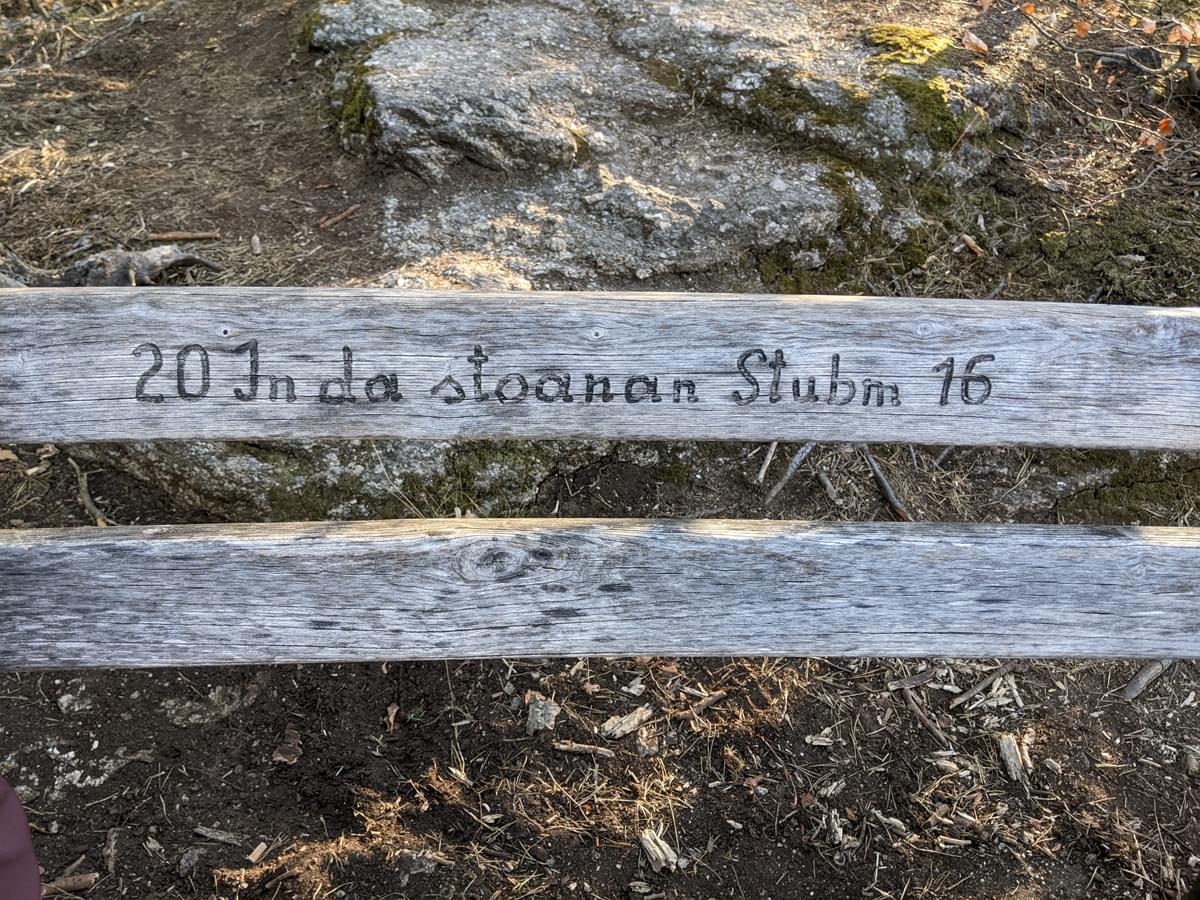 20 In da stoanan Stubm 16